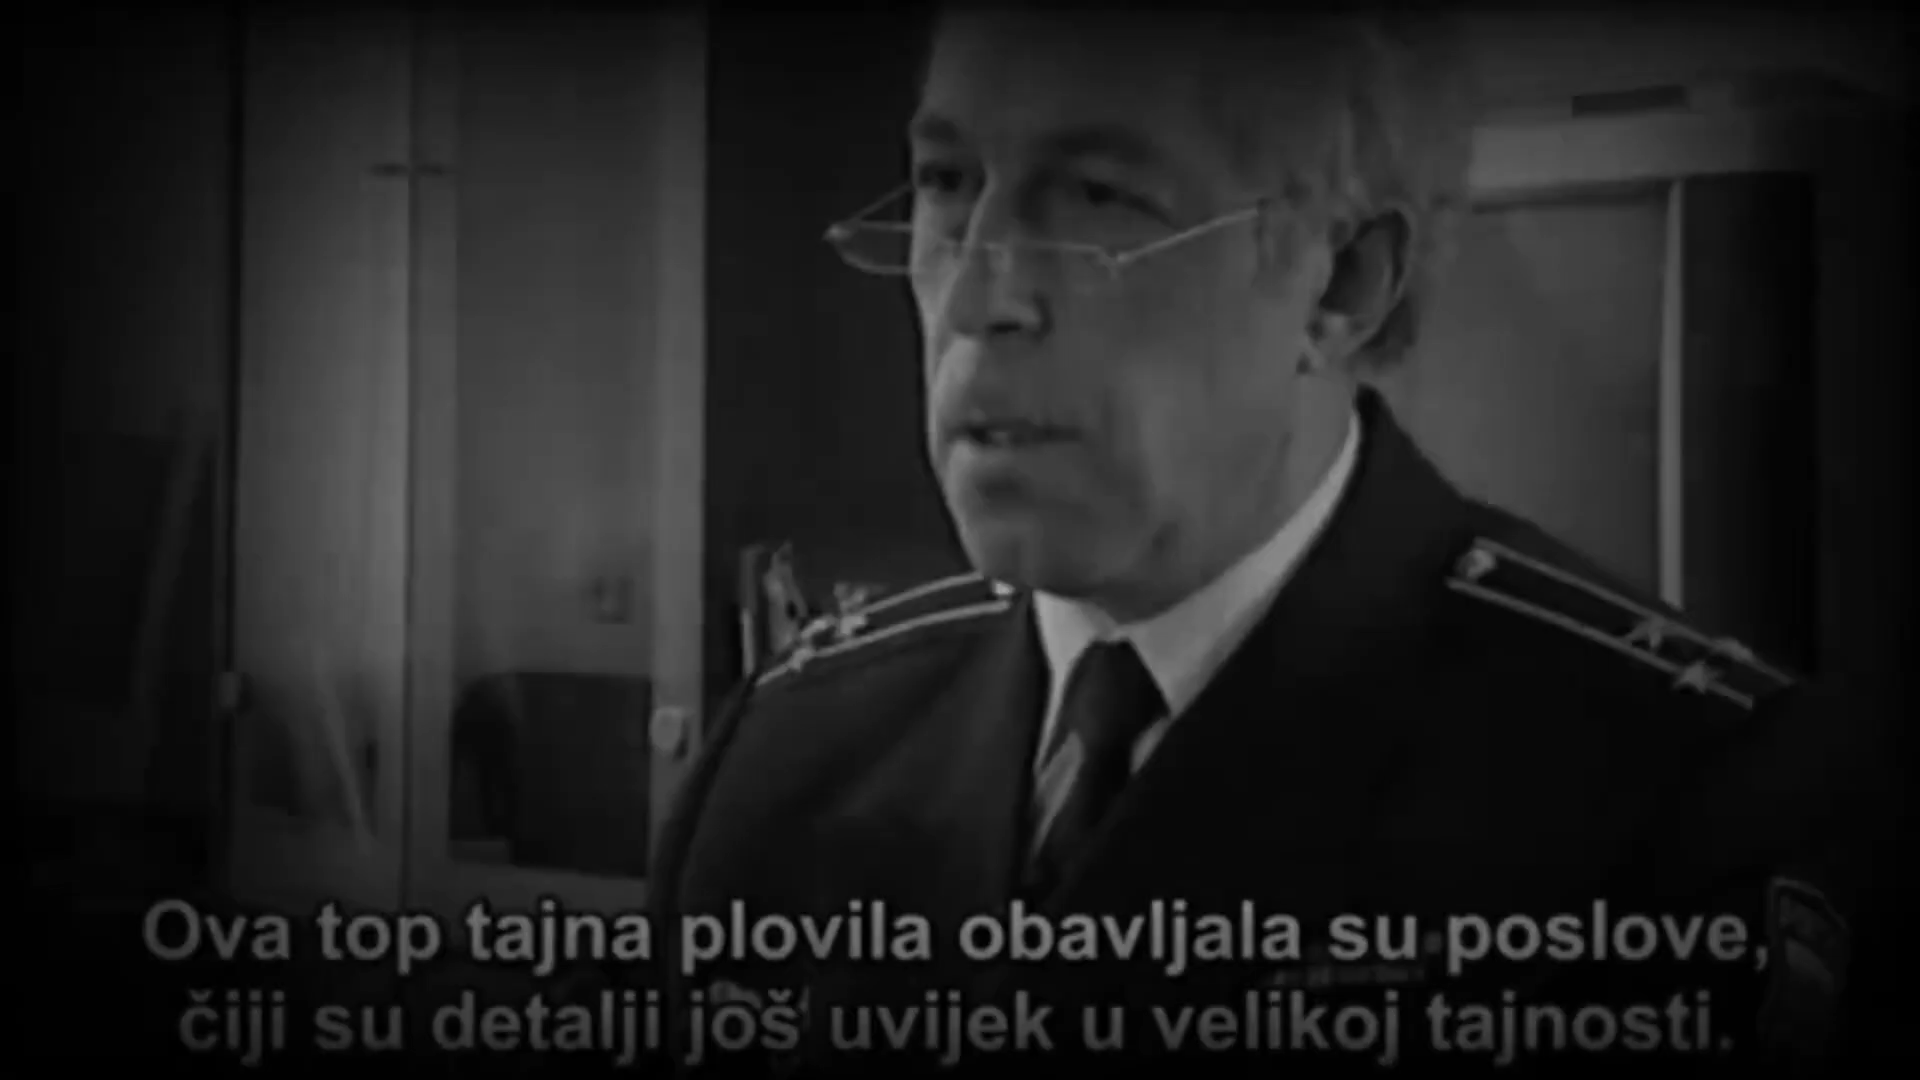 Ova top tajna plovila obavljala su poslove,
čiji su detalji još uvijek u velikoj tajnosti.